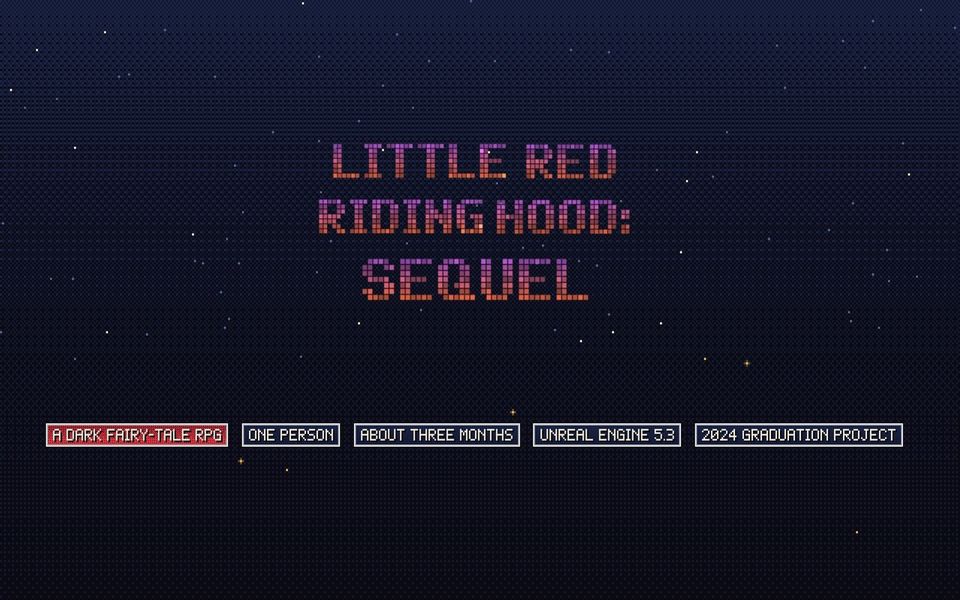 LITTLE RED
RIDING HOOD:
SEQUEL
A DARK FAIRY-TALE RPG
ONE PERSON
ABOUT THREE MONTHS
UNREAL ENGINE 5.3
2024 GRADUATION PROJECT